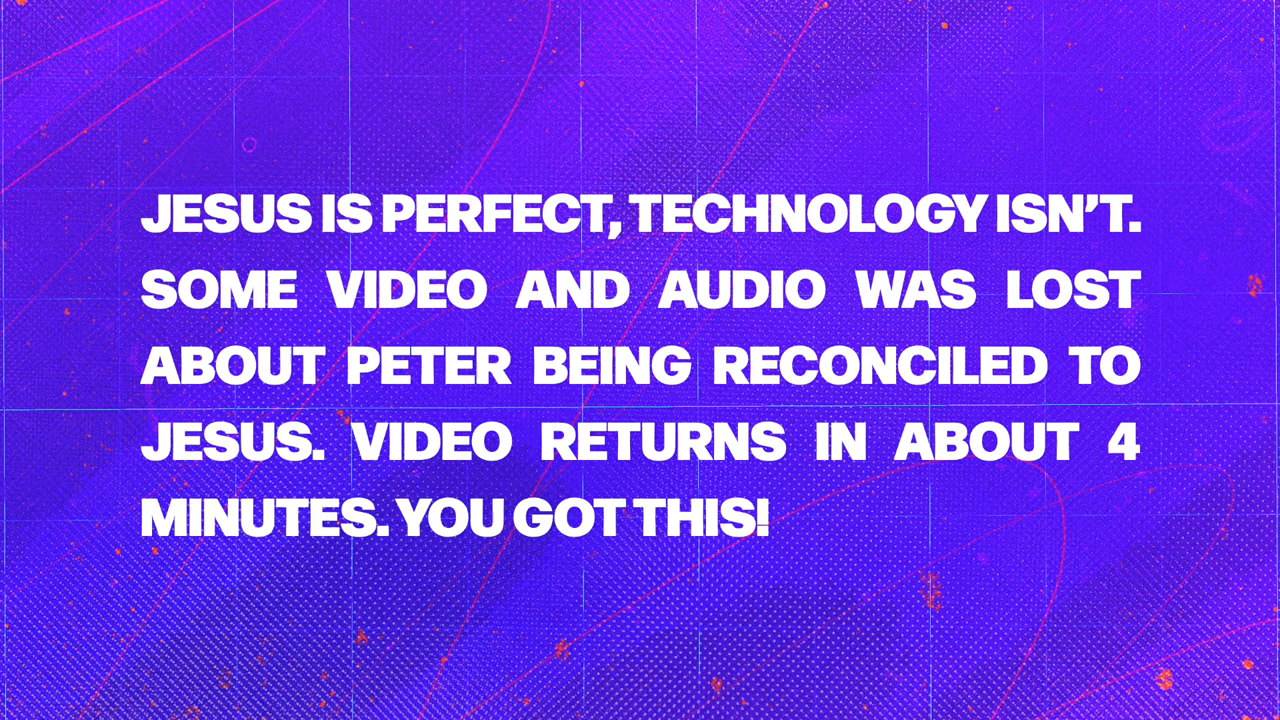 JESUS IS PERFECT, TECHNOLOGY ISN’T.
SOME VIDEO AND AUDIO WAS LOST
ABOUT PETER BEING RECONCILED TO
JESUS. VIDEO RETURNS IN ABOUT 4
MINUTES. YOU GOT THIS!